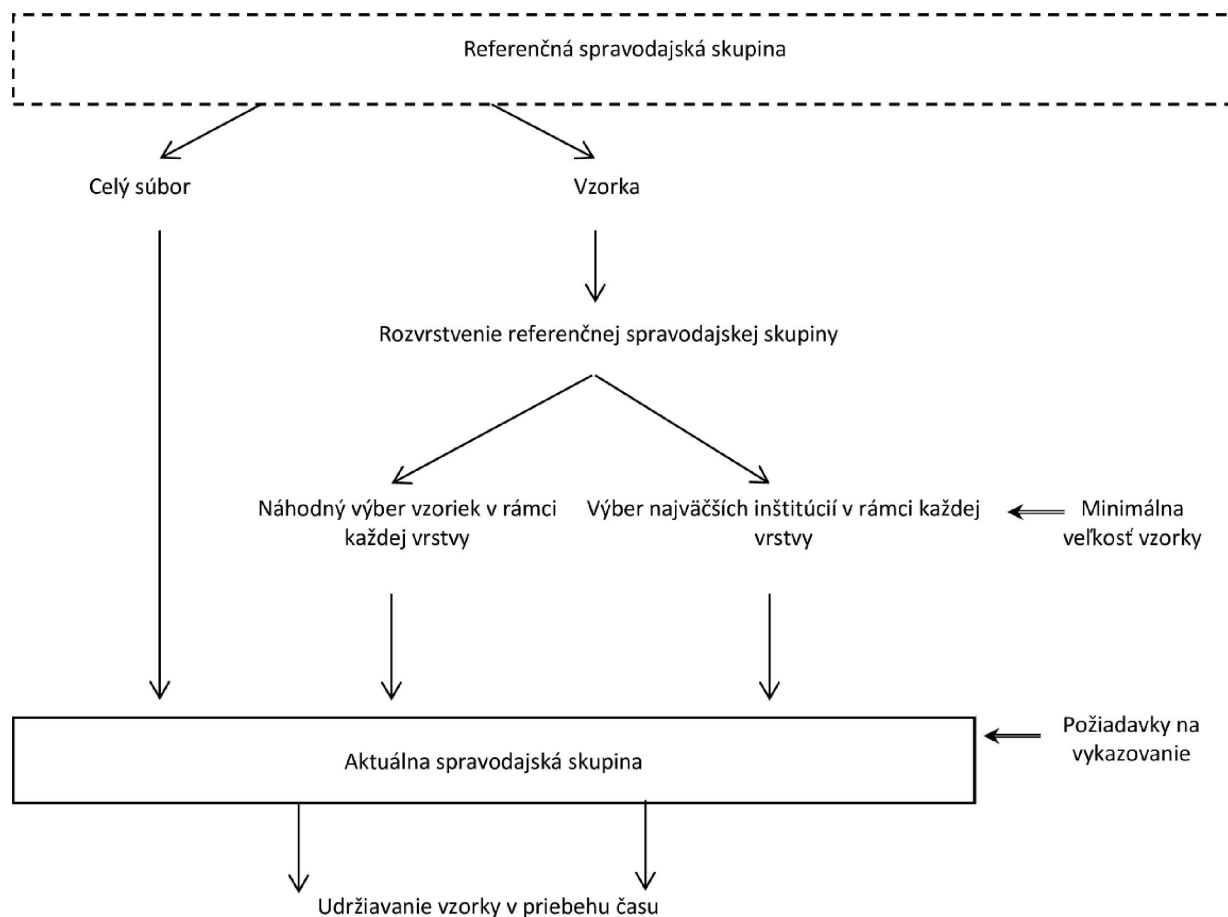 Referenčná spravodajská skupina
Celý súbor
Vzorka
Rozvrstvenie referenčnej spravodajskej skupiny
Náhodný výber vzoriek v rámci
každej vrstvy
Výber najväčších inštitúcií v rámci každej
vrstvy
Minimálna
veľkosť vzorky
Požiadavky na
vykazovanie
Aktuálna spravodajská skupina
Udržiavanie vzorky v priebehu času